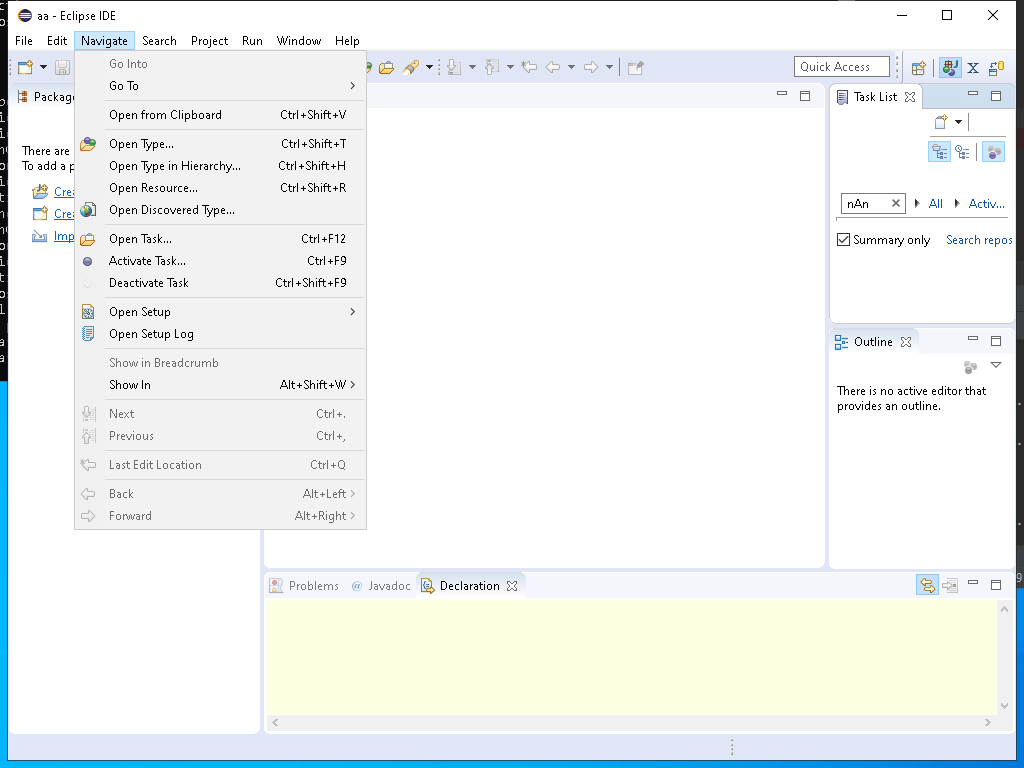 aa - Eclipse IDE
File Edit Navigate Search Project Run Window Help
Quick Access
Go Into
Go To
Open from Clipboard Ctrl+Shift+V
Open Type... Ctrl+Shift+T
Open Type in Hierarchy... Ctrl+Shift+H
Open Resource... Ctrl+Shift+R
Open Discovered Type...
Open Task... Ctrl+F12
Activate Task... Ctrl+F9
Deactivate Task Ctrl+Shift+F9
Open Setup
Open Setup Log
Show in Breadcrumb
Show In Alt+Shift+W
Next Ctrl+.
Previous Ctrl+,
Last Edit Location Ctrl+Q
Back Alt+Left
Forward Alt+Right
Package
There are
To add a p
Crea
Crea
Imp
Task List
nAn All Activ...
Summary only Search repos
Outline
There is no active editor that
provides an outline.
Problems @ Javadoc Declaration